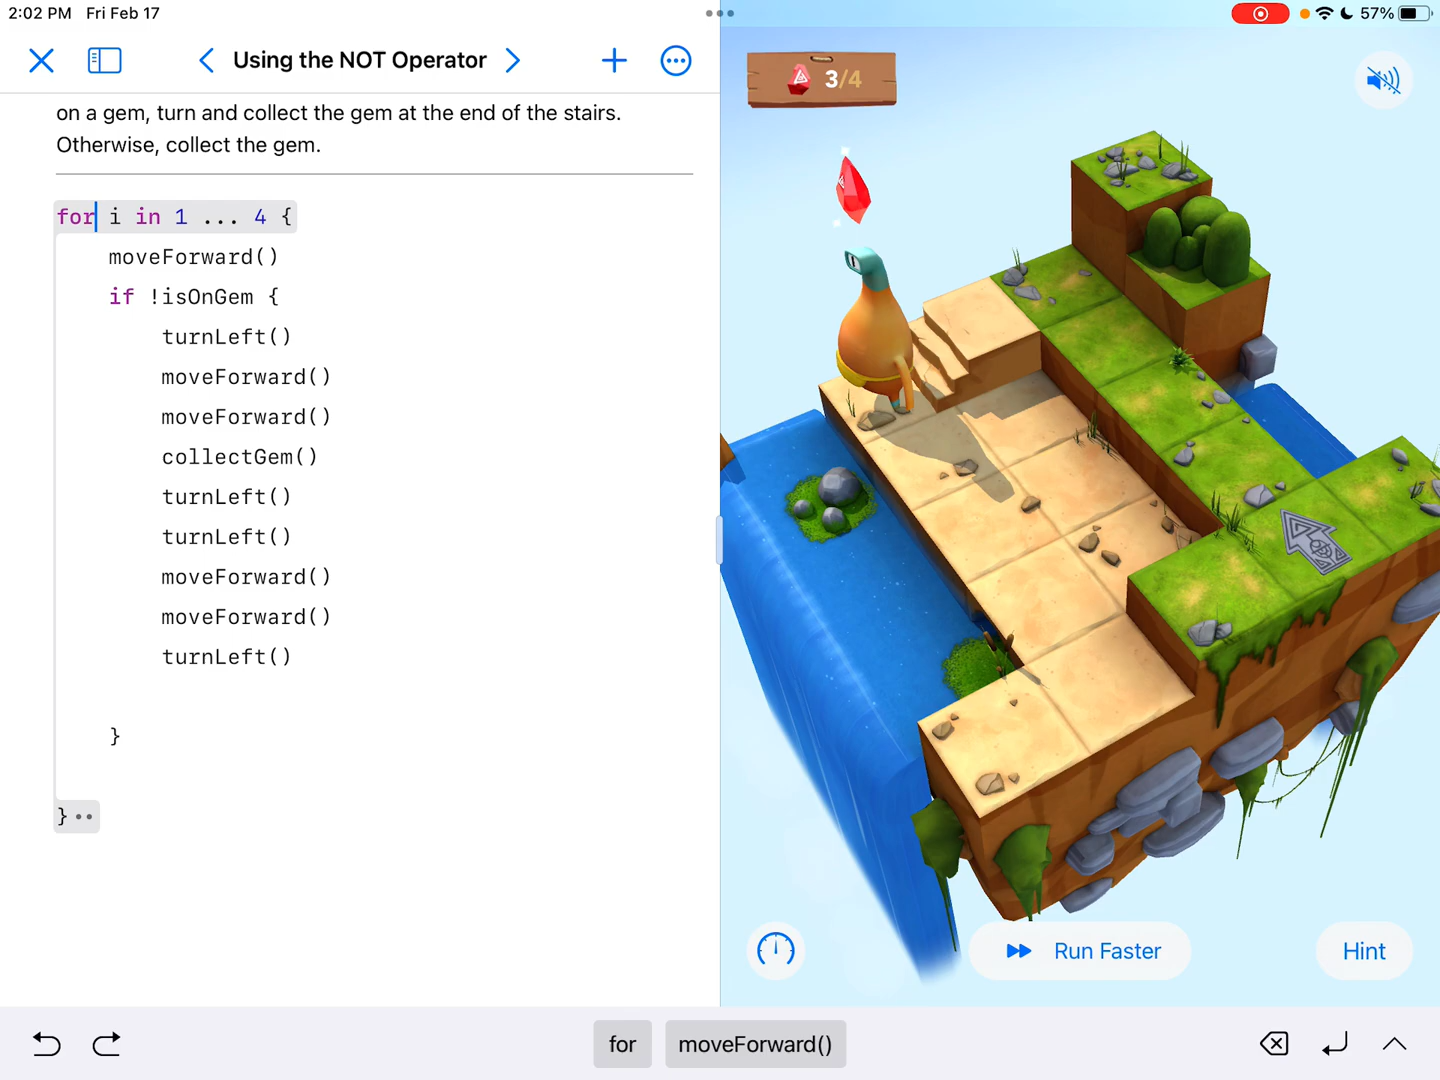 2:02 PM Fri Feb 17
57%
Using the NOT Operator
on a gem, turn and collect the gem at the end of the stairs.
Otherwise, collect the gem.
3/4
for i in 1 ... 4 {
moveForward()
if !isOnGem {
turnLeft()
moveForward()
moveForward()
collectGem()
turnLeft()
turnLeft()
moveForward()
moveForward()
turnLeft()
}
}
Run Faster
Hint
for
moveForward()